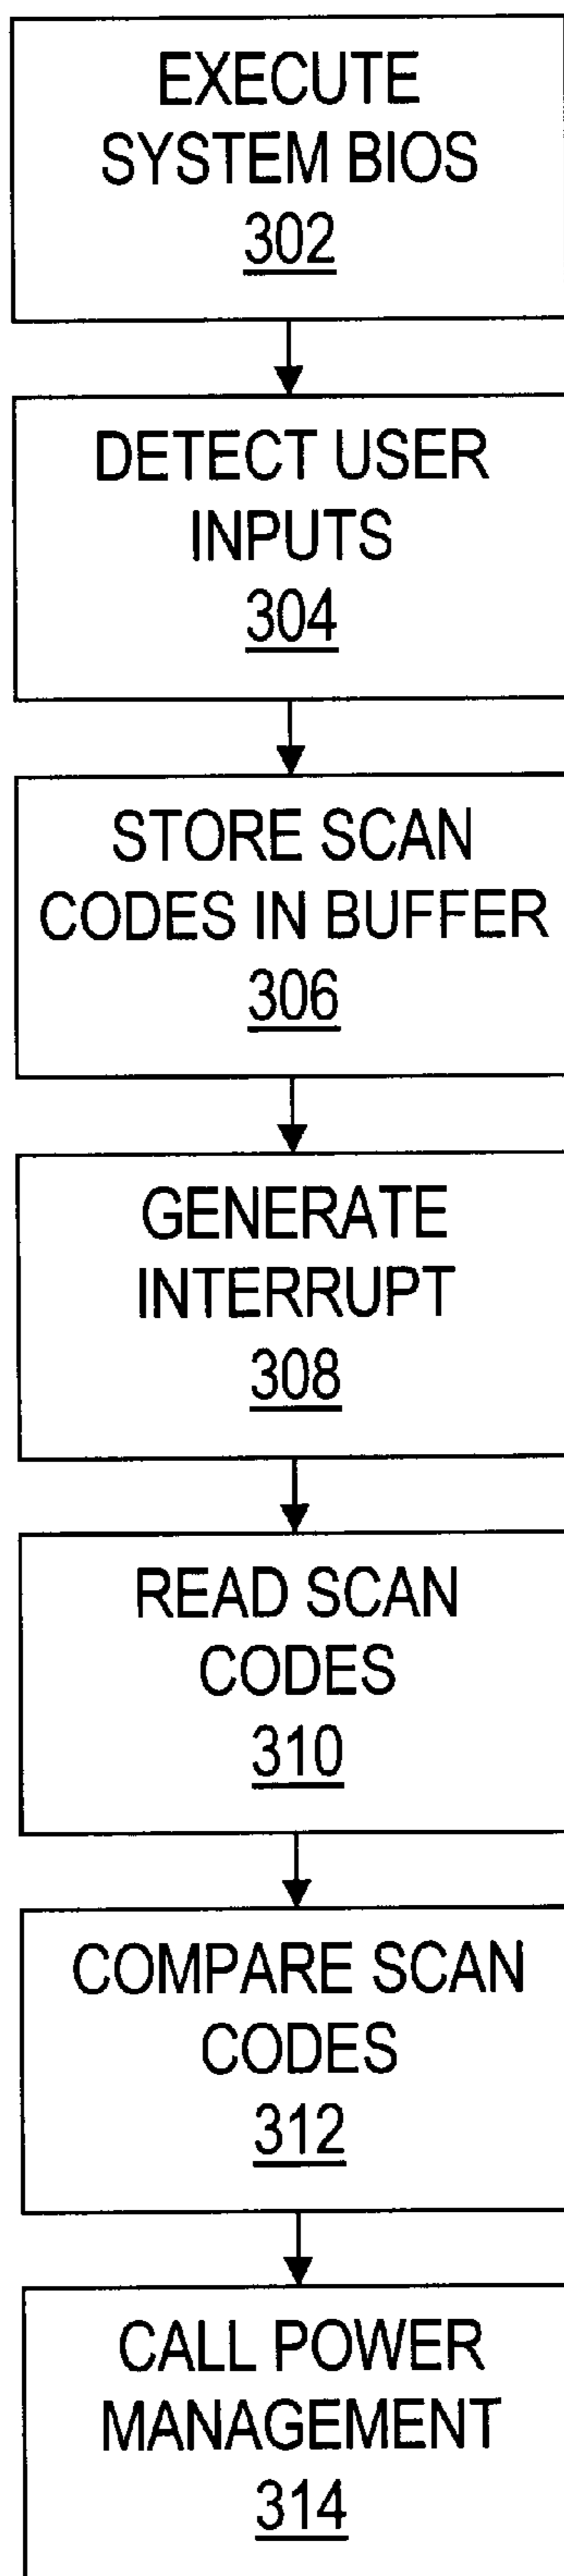 EXECUTE
SYSTEM BIOS
302
DETECT USER
INPUTS
304
STORE SCAN
CODES IN BUFFER
306
GENERATE
INTERRUPT
308
READ SCAN
CODES
310
COMPARE SCAN
CODES
312
CALL POWER
MANAGEMENT
314